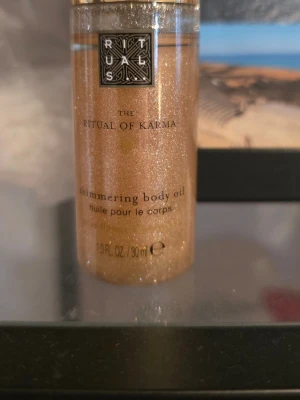 RIT
UAL
S...
THE
RITUAL OF KARMA
shimmering body oil
huile pour le corps
FL.OZ./30ml e